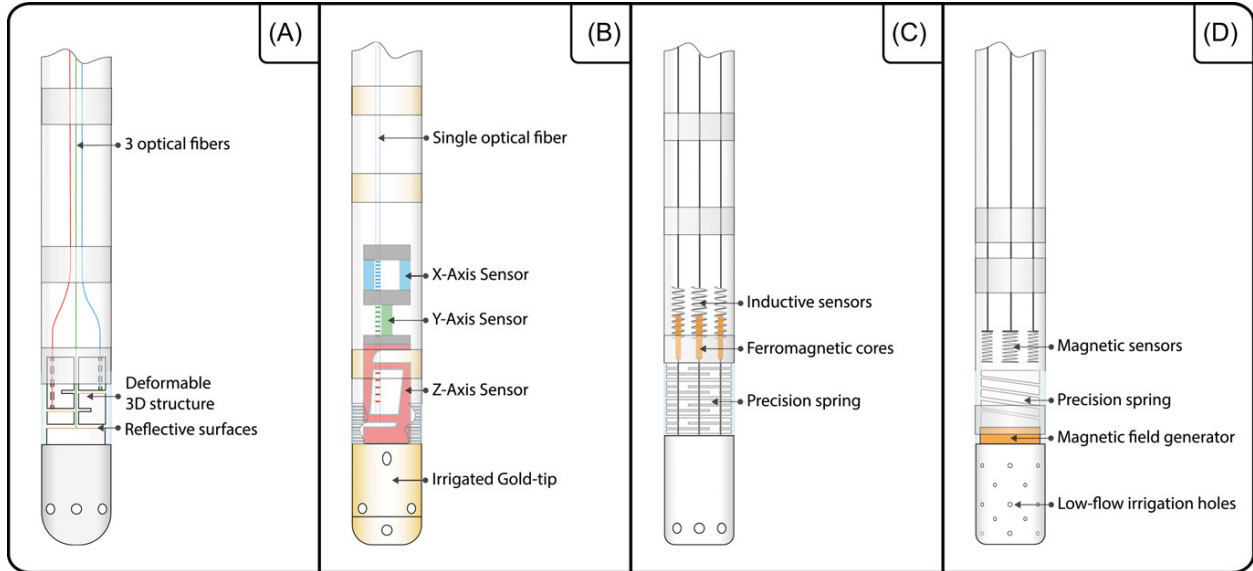 (A)
3 optical fibers
Deformable
3D structure
Reflective surfaces
(B)
Single optical fiber
X-Axis Sensor
Y-Axis Sensor
Z-Axis Sensor
Irrigated Gold-tip
(C)
Inductive sensors
Ferromagnetic cores
Precision spring
(D)
Magnetic sensors
Precision spring
Magnetic field generator
Low-flow irrigation holes